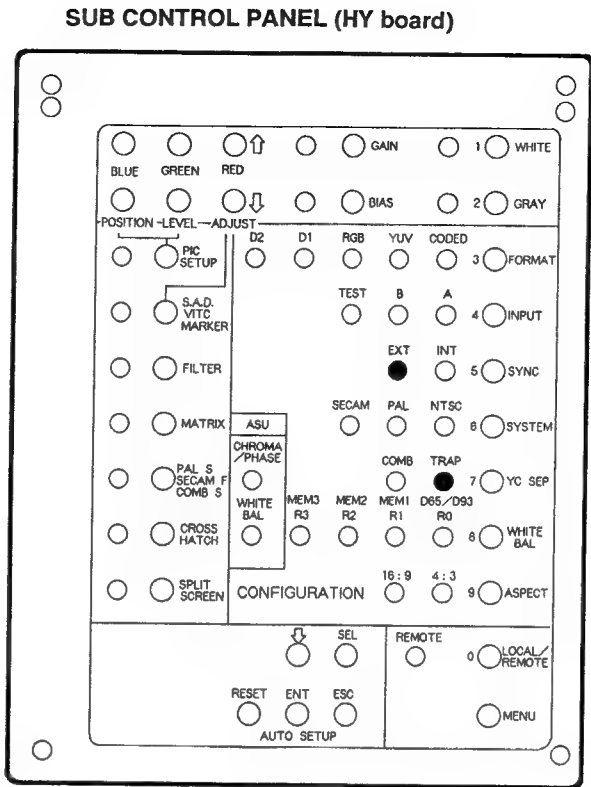 SUB CONTROL PANEL (HY board)
GAIN 1 WHITE
BLUE GREEN RED
BIAS 2 GRAY
POSITION LEVEL ADJUST
D2 D1 RGB YUV CODED
PIC
SETUP
3 FORMAT
TEST B A
S.A.D.
VITC
MARKER
4 INPUT
EXT INT
FILTER
5 SYNC
SECAM PAL NTSC
MATRIX
ASU
6 SYSTEM
CHROMA
/PHASE
COMB TRAP
PAL S
SECAM F
COMB S
7 YC SEP
WHITE
BAL
MEM3 MEM2 MEM1 D65/D93
R3 R2 R1 R0
CROSS
HATCH
8 WHITE
BAL
16:9 4:3
SPLIT
SCREEN
CONFIGURATION
9 ASPECT
SEL
REMOTE
0 LOCAL/
REMOTE
RESET ENT ESC
MENU
AUTO SETUP